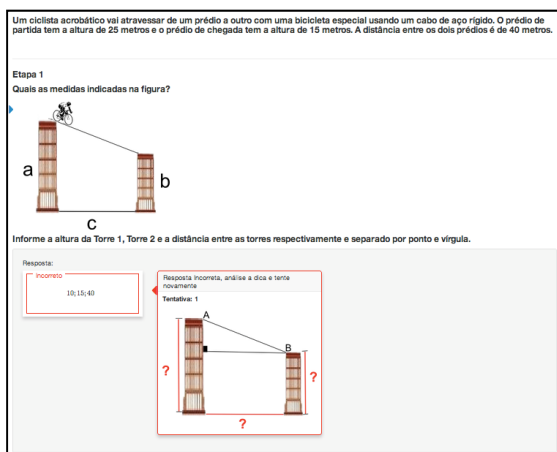 Um ciclista acrobático vai atravessar de um prédio a outro com uma bicicleta especial usando um cabo de aço rígido. O prédio de
partida tem a altura de 25 metros e o prédio de chegada tem a altura de 15 metros. A distância entre os dois prédios é de 40 metros.
Etapa 1
Quais as medidas indicadas na figura?
a
b
c
Informe a altura da Torre 1, Torre 2 e a distância entre as torres respectivamente e separado por ponto e vírgula.
Resposta:
Incorreto
10;15;40
Resposta Incorreta, análise a dica e tente
novamente
Tentativa: 1
A
B
?
?
?